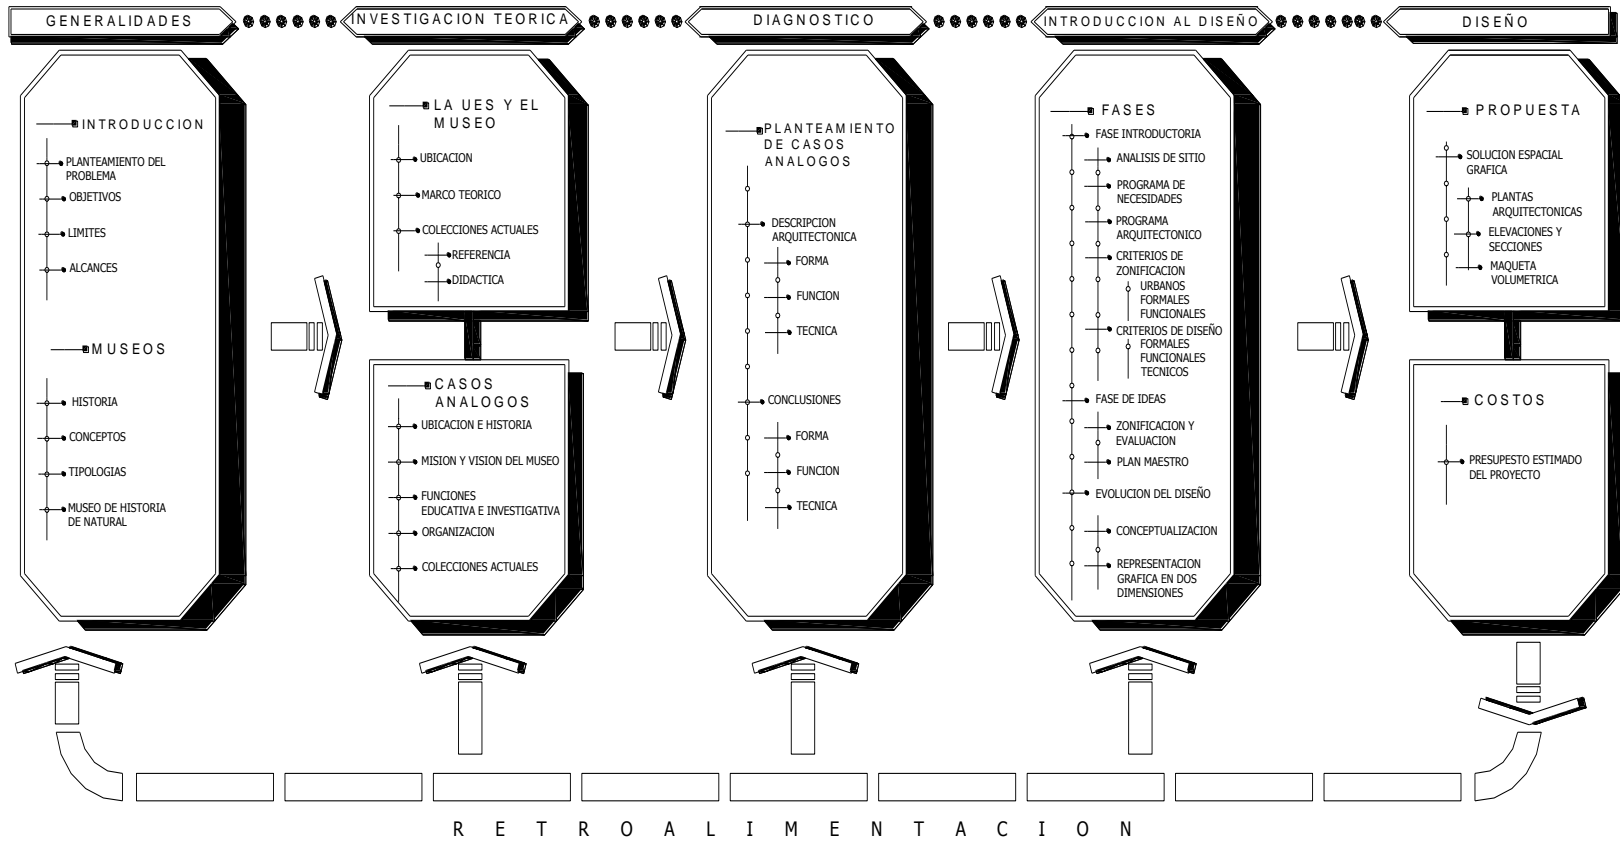 GENERALIDADES
INVESTIGACION TEORICA
DIAGNOSTICO
INTRODUCCION AL DISEÑO
DISEÑO
INTRODUCCION
PLANTEAMIENTO DEL
PROBLEMA
OBJETIVOS
LIMITES
ALCANCES
MUSEOS
HISTORIA
CONCEPTOS
TIPOLOGIAS
MUSEO DE HISTORIA
DE NATURAL
LA UES Y EL
MUSEO
UBICACION
MARCO TEORICO
COLECCIONES ACTUALES
REFERENCIA
DIDACTICA
CASOS
ANALOGOS
UBICACION E HISTORIA
MISION Y VISION DEL MUSEO
FUNCIONES
EDUCATIVA E INVESTIGATIVA
ORGANIZACION
COLECCIONES ACTUALES
PLANTEAMIENTO
DE CASOS
ANALOGOS
DESCRIPCION
ARQUITECTONICA
FORMA
FUNCION
TECNICA
CONCLUSIONES
FORMA
FUNCION
TECNICA
FASES
FASE INTRODUCTORIA
ANALISIS DE SITIO
PROGRAMA DE
NECESIDADES
PROGRAMA
ARQUITECTONICO
CRITERIOS DE
ZONIFICACION
URBANOS
FORMALES
FUNCIONALES
CRITERIOS DE DISEÑO
FORMALES
FUNCIONALES
TECNICOS
FASE DE IDEAS
ZONIFICACION Y
EVALUACION
PLAN MAESTRO
EVOLUCION DEL DISEÑO
CONCEPTUALIZACION
REPRESENTACION
GRAFICA EN DOS
DIMENSIONES
PROPUESTA
SOLUCION ESPACIAL
GRAFICA
PLANTAS
ARQUITECTONICAS
ELEVACIONES Y
SECCIONES
MAQUETA
VOLUMETRICA
COSTOS
PRESUPESTO ESTIMADO
DEL PROYECTO
RETROALIMENTACION